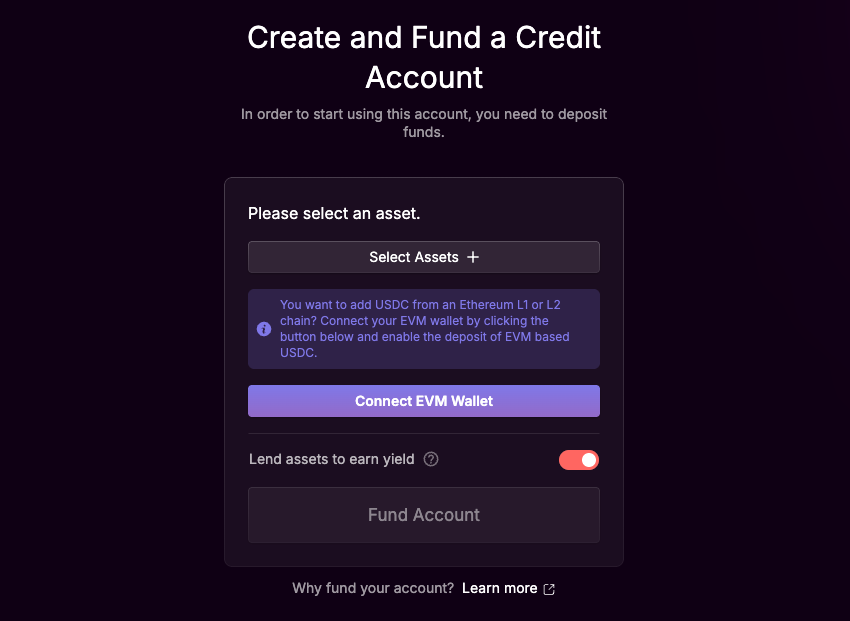 Create and Fund a Credit
Account
In order to start using this account, you need to deposit
funds.
Please select an asset.
Select Assets +
You want to add USDC from an Ethereum L1 or L2
chain? Connect your EVM wallet by clicking the
button below and enable the deposit of EVM based
USDC.
Connect EVM Wallet
Lend assets to earn yield
Fund Account
Why fund your account? Learn more